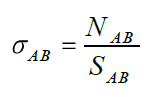 σ_AB = N_AB / S_AB